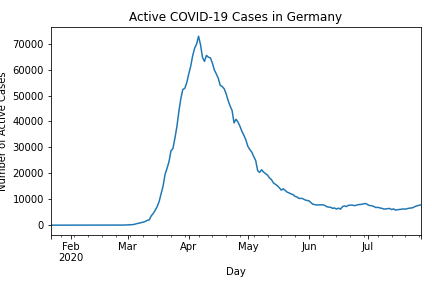 Active COVID-19 Cases in Germany
Number of Active Cases
70000
60000
50000
40000
30000
20000
10000
0
Feb
2020
Mar
Apr
May
Jun
Jul
Day